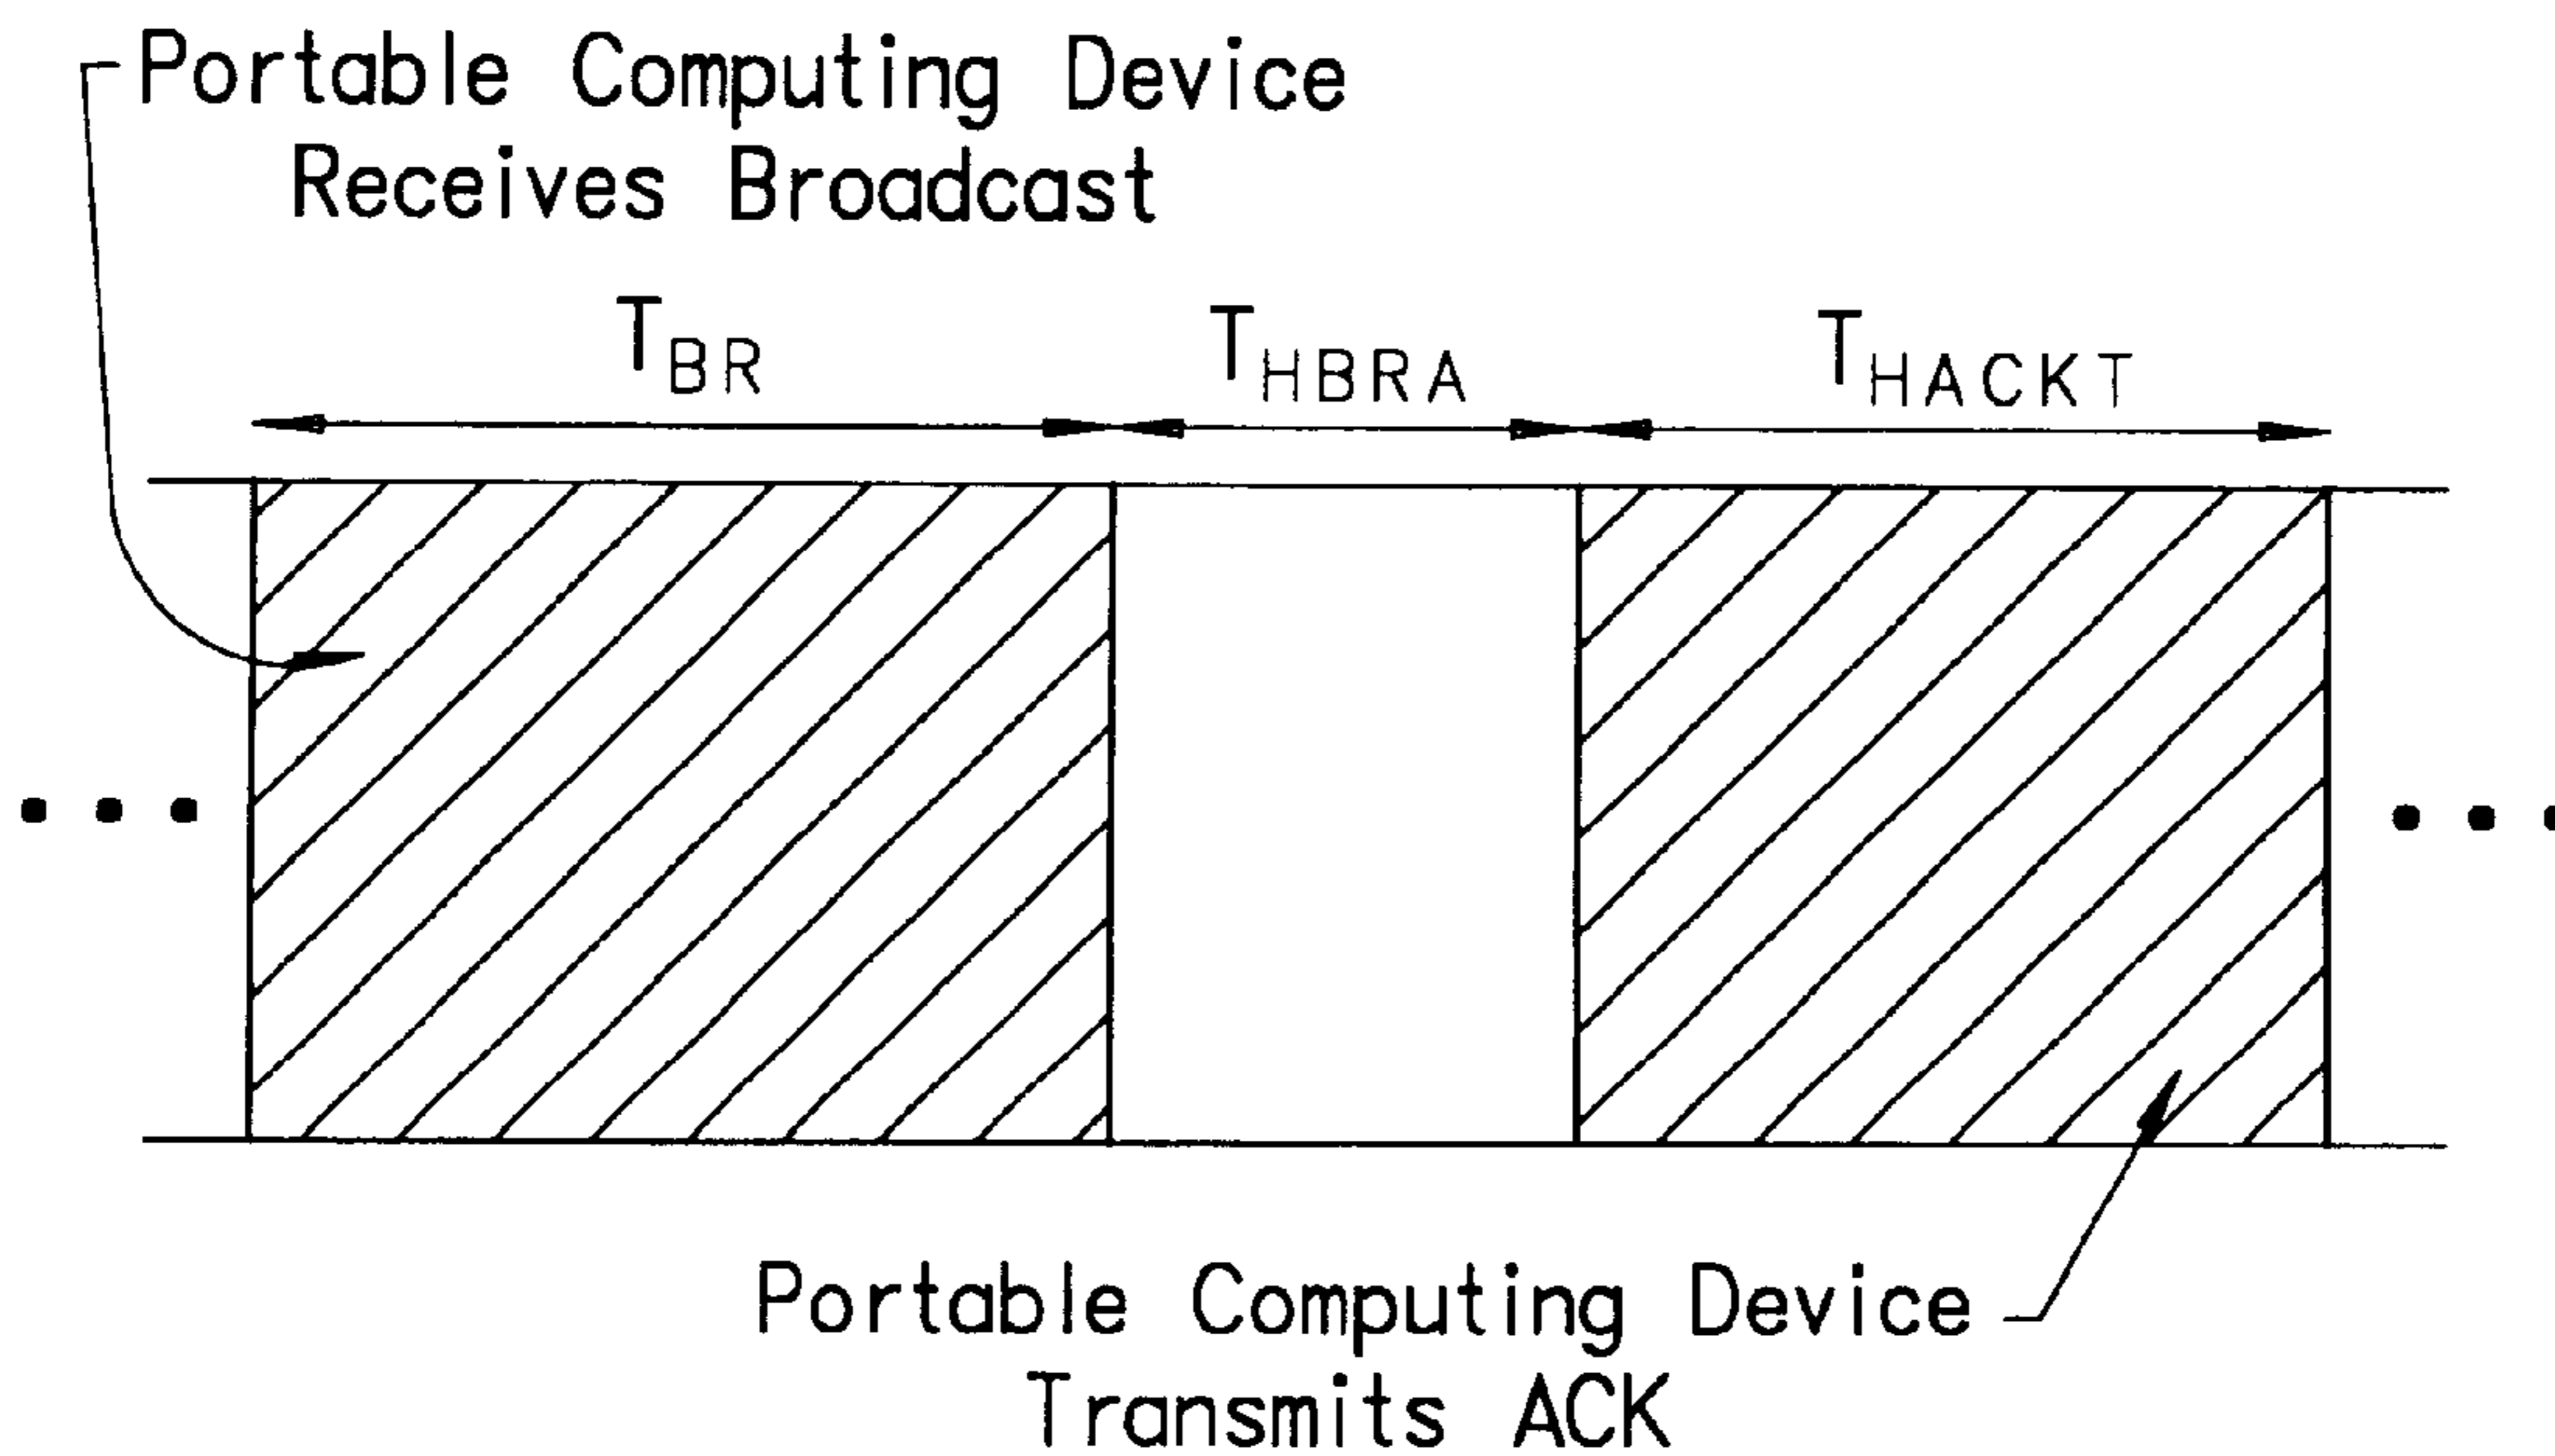 Portable Computing Device
Receives Broadcast
T_BR T_HBRA T_HACKT
Portable Computing Device
Transmits ACK